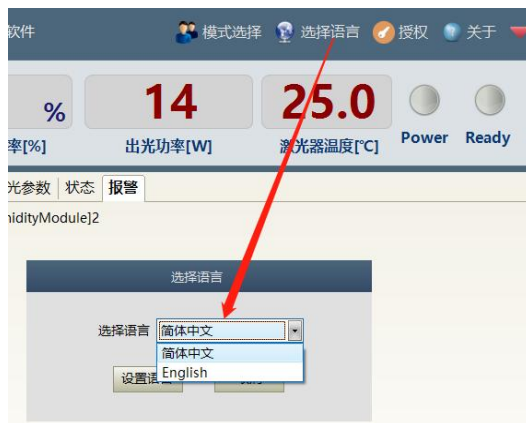 软件 模式选择 选择语言 授权 关于
% 14 25.0
率[%] 出光功率[W] 激光器温度[℃] Power Ready
光参数 状态 报警
nidityModule]2
选择语言
选择语言 简体中文
简体中文
English
设置语